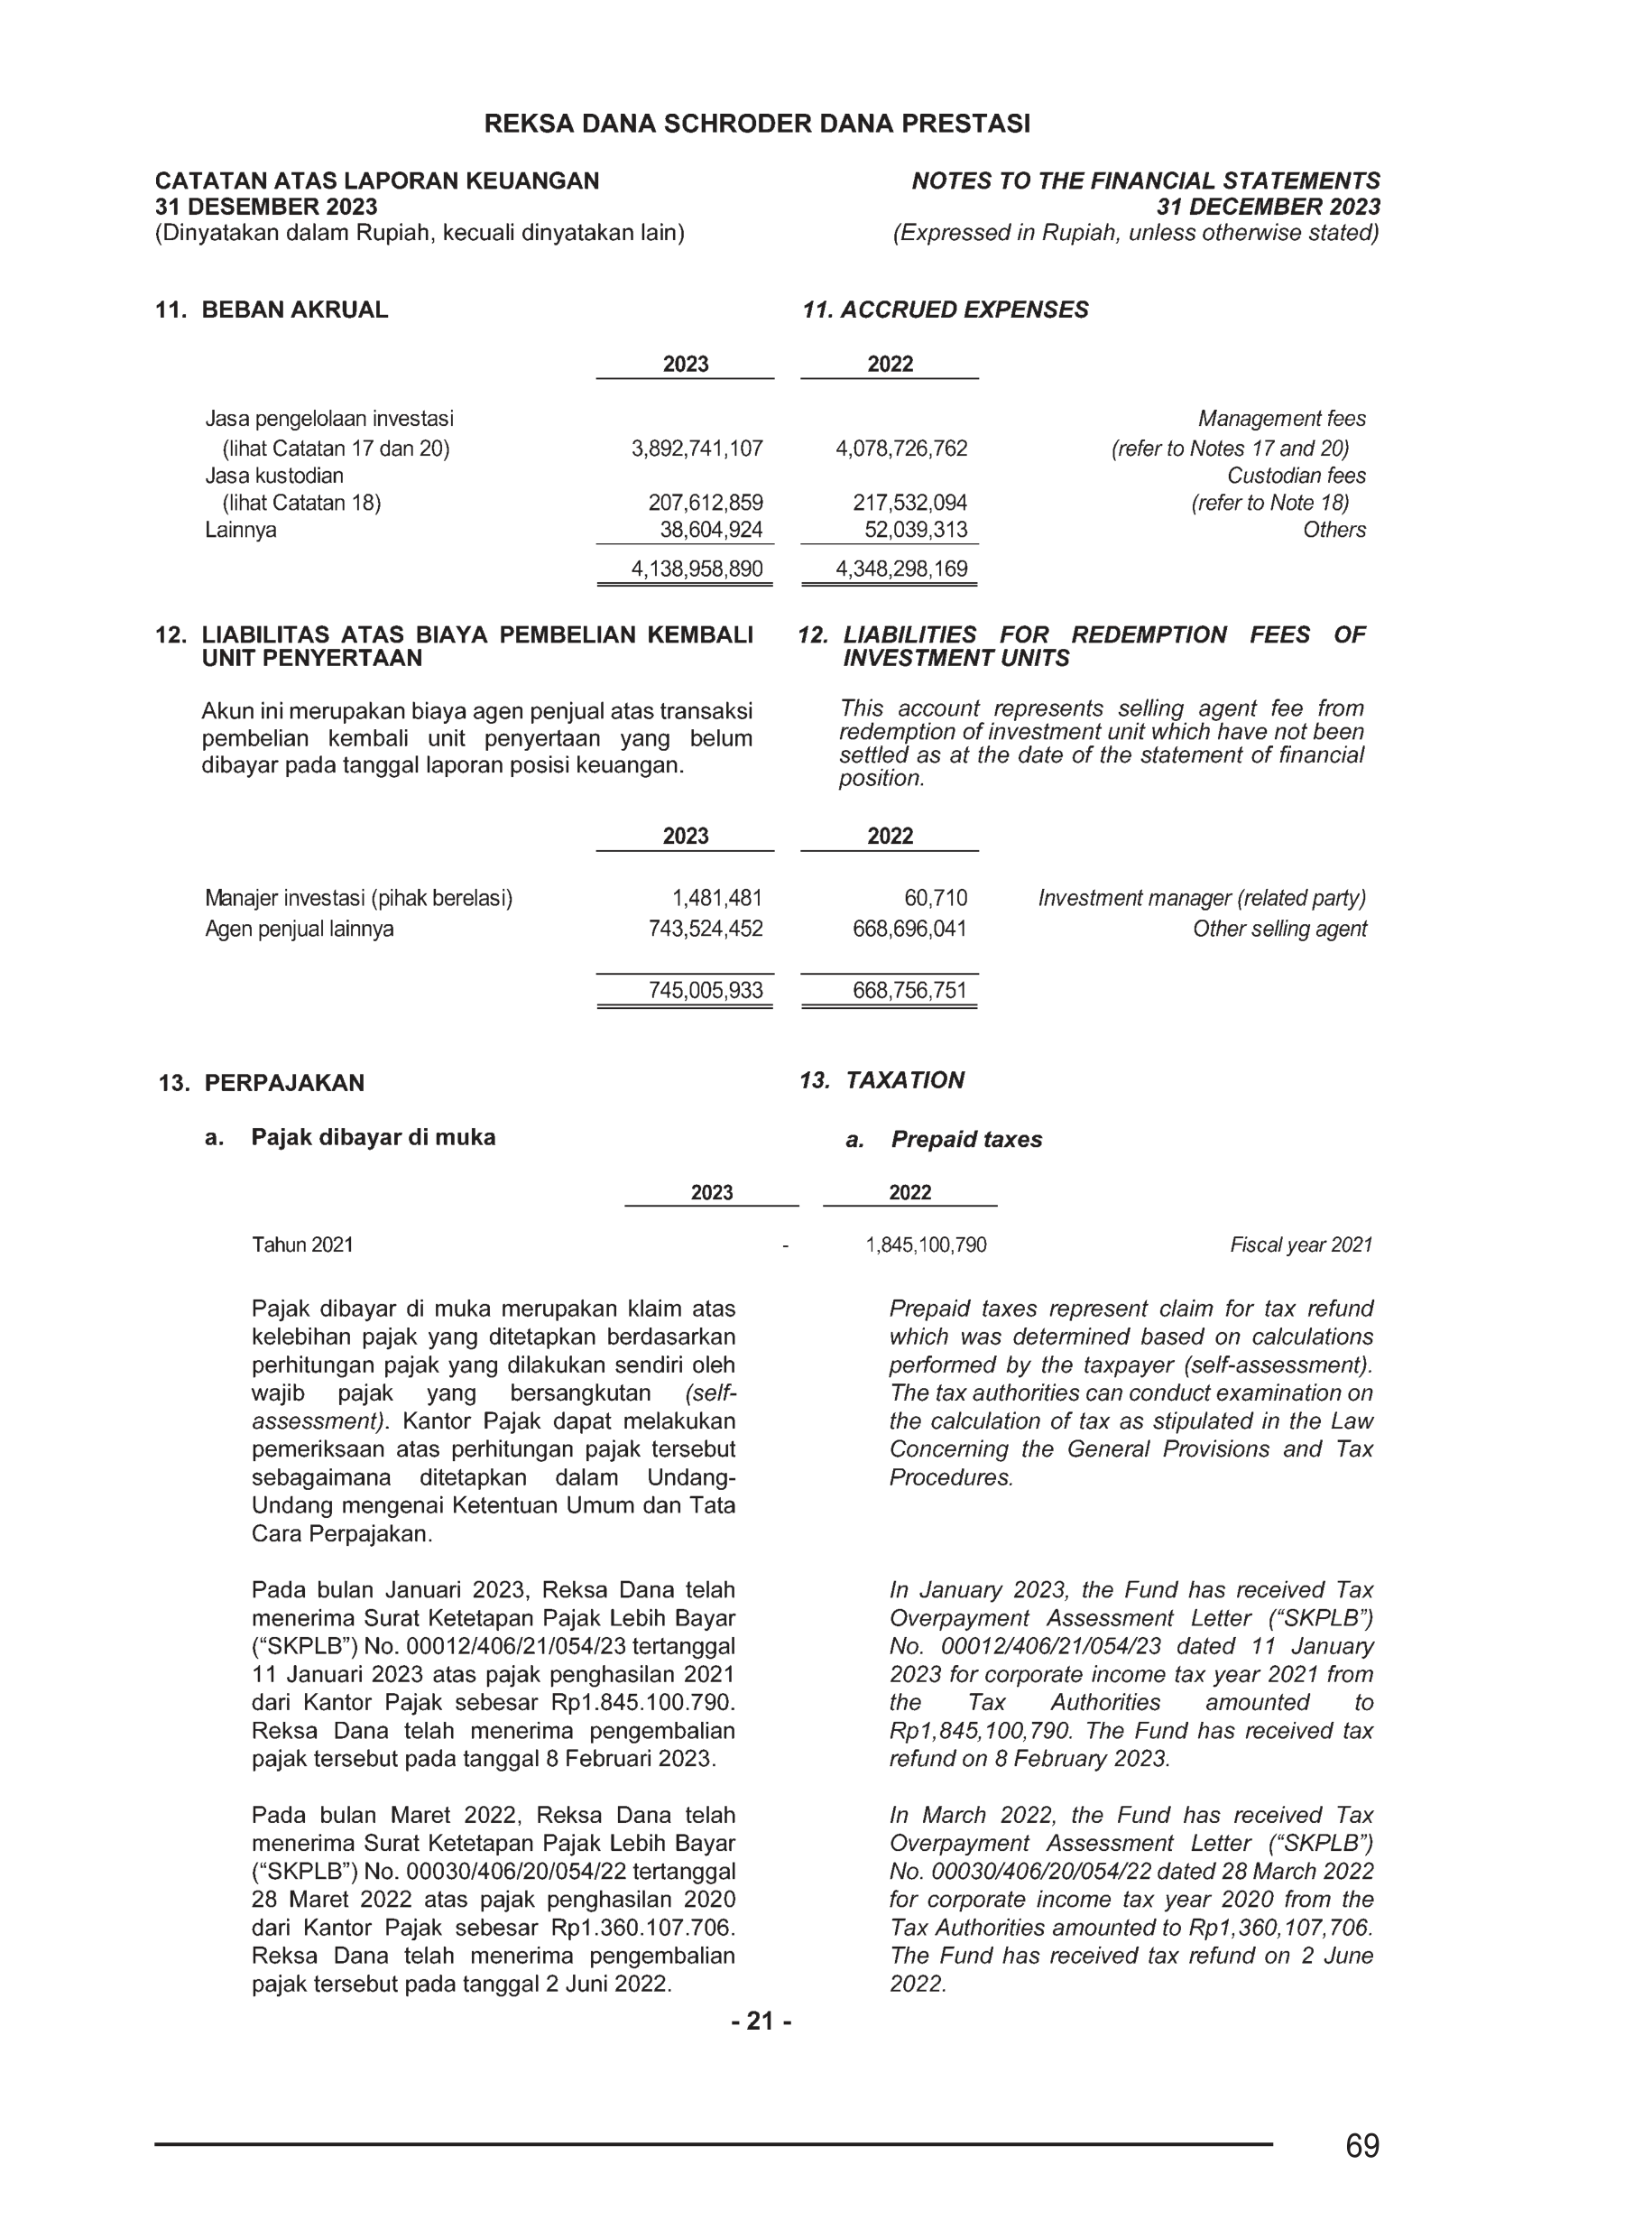 REKSA DANA SCHRODER DANA PRESTASI
CATATAN ATAS LAPORAN KEUANGAN
31 DESEMBER 2023
(Dinyatakan dalam Rupiah, kecuali dinyatakan lain)
NOTES TO THE FINANCIAL STATEMENTS
31 DECEMBER 2023
(Expressed in Rupiah, unless otherwise stated)
11. BEBAN AKRUAL
11. ACCRUED EXPENSES
2023 2022
Jasa pengelolaan investasi Management fees
(lihat Catatan 17 dan 20) 3,892,741,107 4,078,726,762 (refer to Notes 17 and 20)
Jasa kustodian Custodian fees
(lihat Catatan 18) 207,612,859 217,532,094 (refer to Note 18)
Lainnya 38,604,924 52,039,313 Others
4,138,958,890 4,348,298,169
12. LIABILITAS ATAS BIAYA PEMBELIAN KEMBALI
UNIT PENYERTAAN
12. LIABILITIES FOR REDEMPTION FEES OF
INVESTMENT UNITS
Akun ini merupakan biaya agen penjual atas transaksi
pembelian kembali unit penyertaan yang belum
dibayar pada tanggal laporan posisi keuangan.
This account represents selling agent fee from
redemption of investment unit which have not been
settled as at the date of the statement of financial
position.
2023 2022
Manajer investasi (pihak berelasi) 1,481,481 60,710 Investment manager (related party)
Agen penjual lainnya 743,524,452 668,696,041 Other selling agent
745,005,933 668,756,751
13. PERPAJAKAN
13. TAXATION
a. Pajak dibayar di muka
a. Prepaid taxes
2023 2022
Tahun 2021 - 1,845,100,790 Fiscal year 2021
Pajak dibayar di muka merupakan klaim atas
kelebihan pajak yang ditetapkan berdasarkan
perhitungan pajak yang dilakukan sendiri oleh
wajib pajak yang bersangkutan (self-
assessment). Kantor Pajak dapat melakukan
pemeriksaan atas perhitungan pajak tersebut
sebagaimana ditetapkan dalam Undang-
Undang mengenai Ketentuan Umum dan Tata
Cara Perpajakan.
Prepaid taxes represent claim for tax refund
which was determined based on calculations
performed by the taxpayer (self-assessment).
The tax authorities can conduct examination on
the calculation of tax as stipulated in the Law
Concerning the General Provisions and Tax
Procedures.
Pada bulan Januari 2023, Reksa Dana telah
menerima Surat Ketetapan Pajak Lebih Bayar
(“SKPLB”) No. 00012/406/21/054/23 tertanggal
11 Januari 2023 atas pajak penghasilan 2021
dari Kantor Pajak sebesar Rp1.845.100.790.
Reksa Dana telah menerima pengembalian
pajak tersebut pada tanggal 8 Februari 2023.
In January 2023, the Fund has received Tax
Overpayment Assessment Letter (“SKPLB”)
No. 00012/406/21/054/23 dated 11 January
2023 for corporate income tax year 2021 from
the Tax Authorities amounted to
Rp1,845,100,790. The Fund has received tax
refund on 8 February 2023.
Pada bulan Maret 2022, Reksa Dana telah
menerima Surat Ketetapan Pajak Lebih Bayar
(“SKPLB”) No. 00030/406/20/054/22 tertanggal
28 Maret 2022 atas pajak penghasilan 2020
dari Kantor Pajak sebesar Rp1.360.107.706.
Reksa Dana telah menerima pengembalian
pajak tersebut pada tanggal 2 Juni 2022.
In March 2022, the Fund has received Tax
Overpayment Assessment Letter (“SKPLB”)
No. 00030/406/20/054/22 dated 28 March 2022
for corporate income tax year 2020 from the
Tax Authorities amounted to Rp1,360,107,706.
The Fund has received tax refund on 2 June
2022.
- 21 -
69